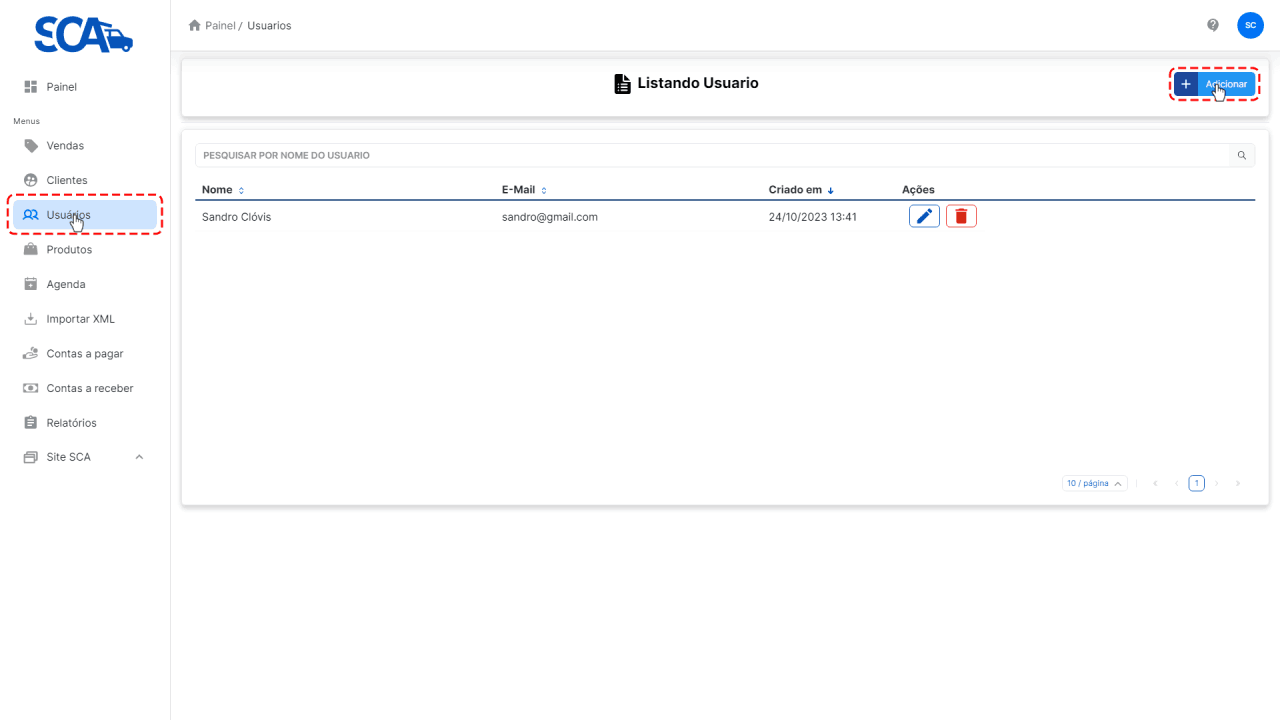 SCA
Painel / Usuarios
SC
Painel
Menus
Vendas
Clientes
Usuários
Produtos
Agenda
Importar XML
Contas a pagar
Contas a receber
Relatórios
Site SCA
Listando Usuario
+ Adicionar
PESQUISAR POR NOME DO USUARIO
Nome E-Mail Criado em Ações
Sandro Clóvis sandro@gmail.com 24/10/2023 13:41
10 / página 1